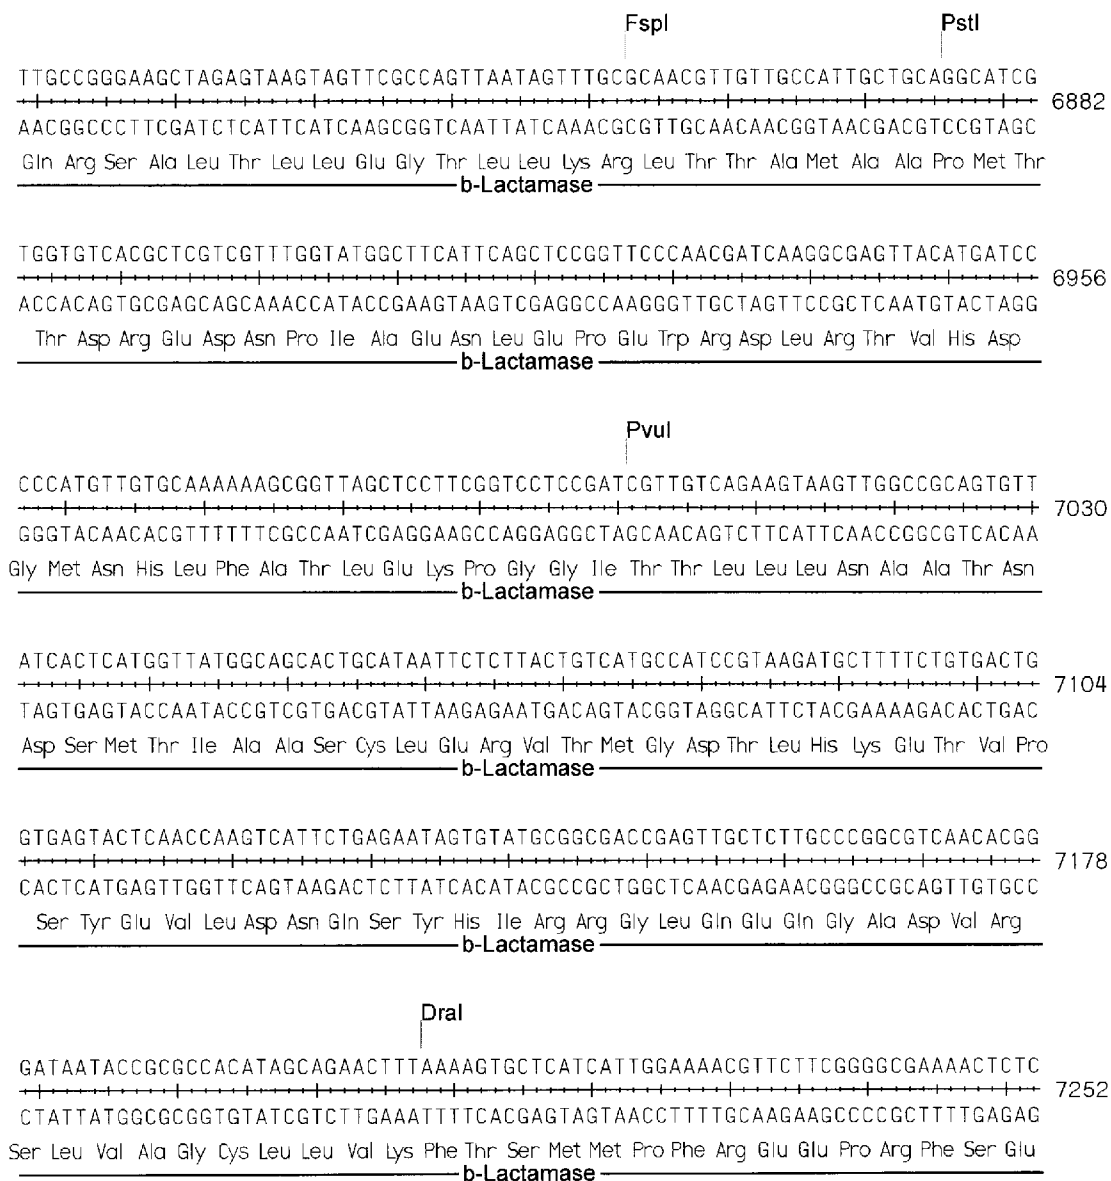 FspI PstI
TTGCCGGGAAGCTAGAGTAAGTAGTTCGCCAGTTAATAGTTTGCGCAACGTTGTTGCCATTGCTGCAGGCATCG
6882
AACGGCCCTTCGATCTCATTCATCAAGCGGTCAATTATCAAACGCGTTGCAACAACGGTAACGACGTCCGTAGC
Gln Arg Ser Ala Leu Thr Leu Leu Glu Gly Thr Leu Leu Lys Arg Leu Thr Thr Ala Met Ala Ala Pro Met Thr
b-Lactamase
TGGTGTCACGCTCGTCGTTTGGTATGGCTTCATTCAGCTCCGGTTCCCAACGATCAAGGCGAGTTACATGATCC
6956
ACCACAGTGCGAGCAGCAAACCATACCGAAGTAAGTCGAGGCCAAGGGTTGCTAGTTCCGCTCAATGTACTAGG
Thr Asp Arg Glu Asp Asn Pro Ile Ala Glu Asn Leu Glu Pro Glu Trp Arg Asp Leu Arg Thr Val His Asp
b-Lactamase
PvuI
CCCATGTTGTGCAAAAAAGCGGTTAGCTCCTTCGGTCCTCCGATCGTTGTCAGAAGTAAGTTGGCCGCAGTGTT
7030
GGGTACAACACGTTTTTTCGCCAATCGAGGAAGCCAGGAGGCTAGCAACAGTCTTCATTCAACCGGCGTCACAA
Gly Met Asn His Leu Phe Ala Thr Leu Glu Lys Pro Gly Gly Ile Thr Thr Leu Leu Leu Asn Ala Ala Thr Asn
b-Lactamase
ATCACTCATGGTTATGGCAGCACTGCATAATTCTCTTACTGTCATGCCATCCGTAAGATGCTTTTCTGTGACTG
7104
TAGTGAGTACCAATACCGTCGTGACGTATTAAGAGAATGACAGTACGGTAGGCATTCTACGAAAAGACACTGAC
Asp Ser Met Thr Ile Ala Ala Ser Cys Leu Glu Arg Val Thr Met Gly Asp Thr Leu His Lys Glu Thr Val Pro
b-Lactamase
GTGAGTACTCAACCAAGTCATTCTGAGAATAGTGTATGCGGCGACCGAGTTGCTCTTGCCCGGCGTCAACACGG
7178
CACTCATGAGTTGGTTCAGTAAGACTCTTATCACATACGCCGCTGGCTCAACGAGAACGGGCCGCAGTTGTGCC
Ser Tyr Glu Val Leu Asp Asn Gln Ser Tyr His Ile Arg Arg Gly Leu Gln Glu Gln Gly Ala Asp Val Arg
b-Lactamase
DraI
GATAATACCGCGCCACATAGCAGAACTTTAAAAGTGCTCATCATTGGAAAACGTTCTTCGGGGCGAAAACTCTC
7252
CTATTATGGCGCGGTGTATCGTCTTGAAATTTTCACGAGTAGTAACCTTTTGCAAGAAGCCCCGCTTTTGAGAG
Ser Leu Val Ala Gly Cys Leu Leu Val Lys Phe Thr Ser Met Met Pro Phe Arg Glu Glu Pro Arg Phe Ser Glu
b-Lactamase